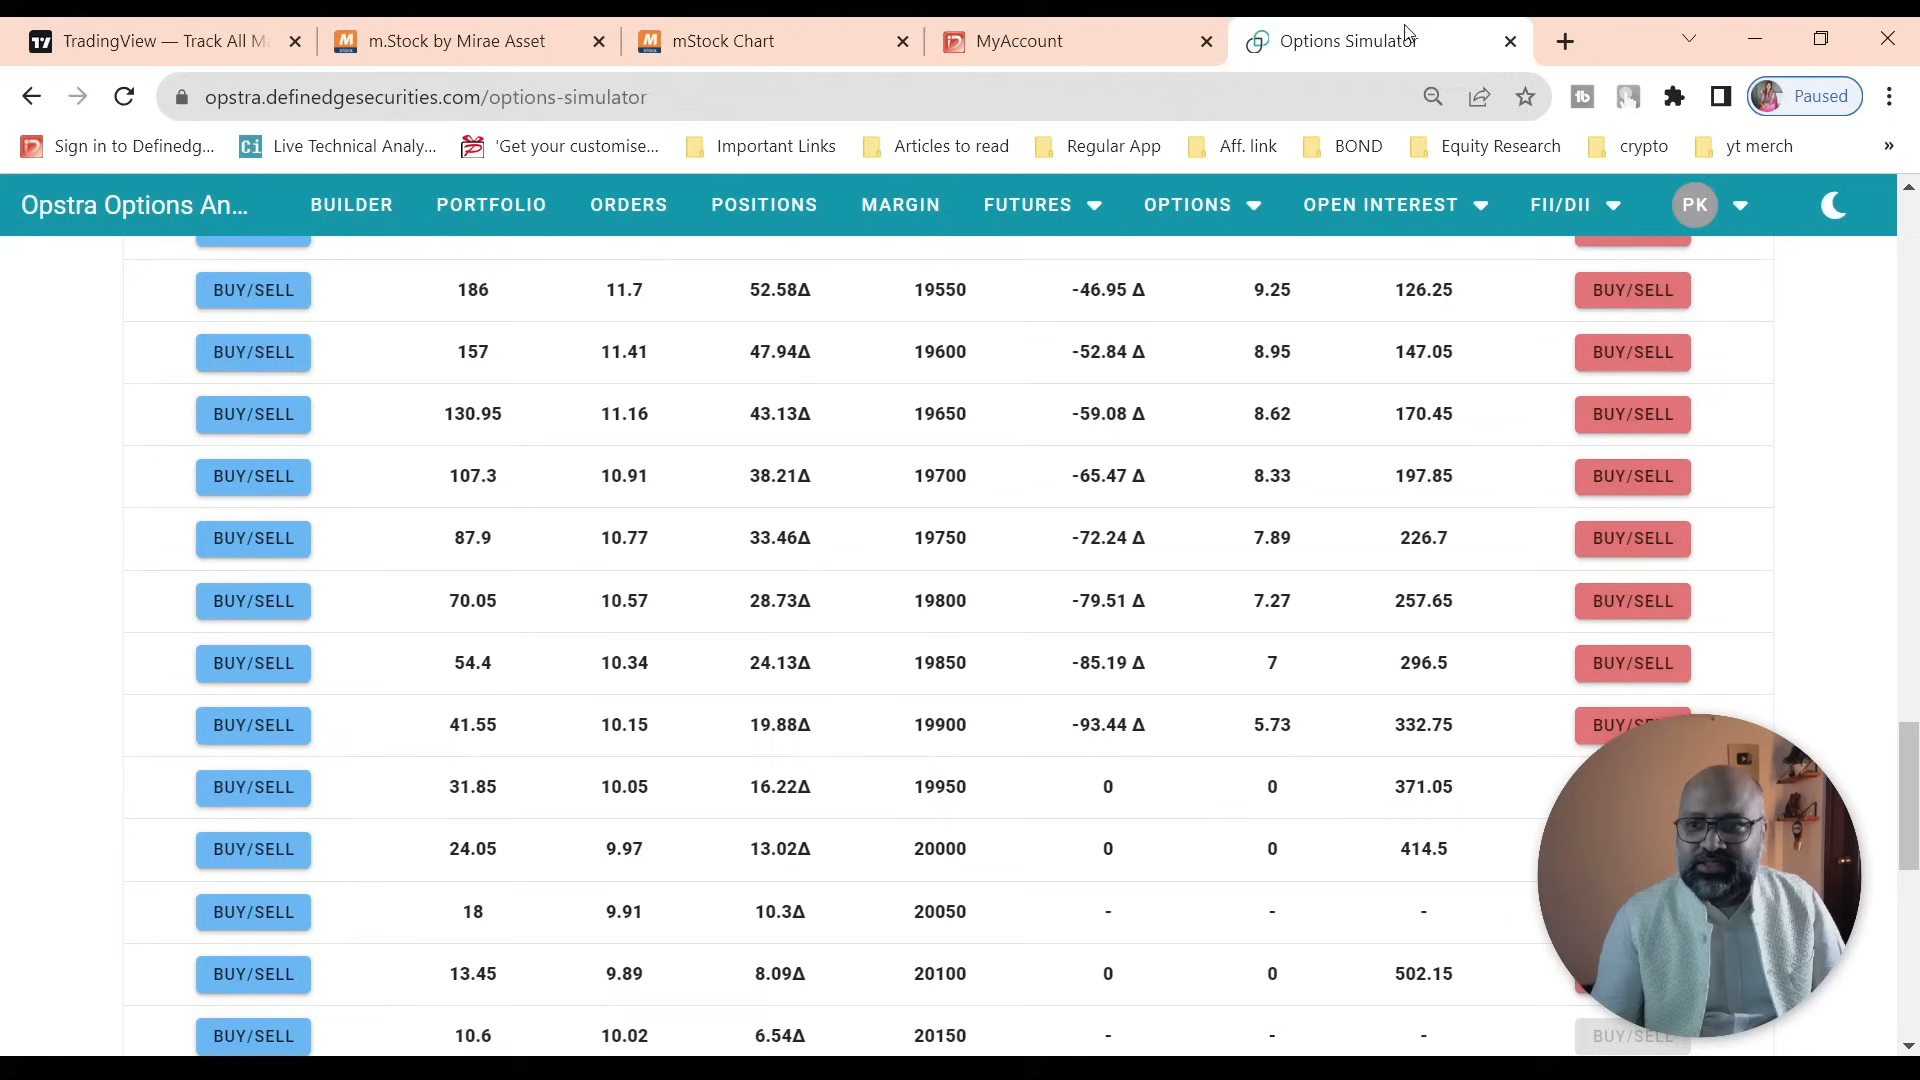 TradingView — Track All M
m.Stock by Mirae Asset
mStock Chart
MyAccount
Options Simulator
opstra.definedgesecurities.com/options-simulator
Paused
Sign in to Definedg...
Live Technical Analy...
'Get your customise...
Important Links
Articles to read
Regular App
Aff. link
BOND
Equity Research
crypto
yt merch
»
Opstra Options An...
BUILDER
PORTFOLIO
ORDERS
POSITIONS
MARGIN
FUTURES
OPTIONS
OPEN INTEREST
FII/DII
PK
BUY/SELL 186 11.7 52.58Δ 19550 -46.95 Δ 9.25 126.25 BUY/SELL
BUY/SELL 157 11.41 47.94Δ 19600 -52.84 Δ 8.95 147.05 BUY/SELL
BUY/SELL 130.95 11.16 43.13Δ 19650 -59.08 Δ 8.62 170.45 BUY/SELL
BUY/SELL 107.3 10.91 38.21Δ 19700 -65.47 Δ 8.33 197.85 BUY/SELL
BUY/SELL 87.9 10.77 33.46Δ 19750 -72.24 Δ 7.89 226.7 BUY/SELL
BUY/SELL 70.05 10.57 28.73Δ 19800 -79.51 Δ 7.27 257.65 BUY/SELL
BUY/SELL 54.4 10.34 24.13Δ 19850 -85.19 Δ 7 296.5 BUY/SELL
BUY/SELL 41.55 10.15 19.88Δ 19900 -93.44 Δ 5.73 332.75 BUY/SE
BUY/SELL 31.85 10.05 16.22Δ 19950 0 0 371.05
BUY/SELL 24.05 9.97 13.02Δ 20000 0 0 414.5
BUY/SELL 18 9.91 10.3Δ 20050 - - -
BUY/SELL 13.45 9.89 8.09Δ 20100 0 0 502.15
BUY/SELL 10.6 10.02 6.54Δ 20150 - - - BUY/SELL